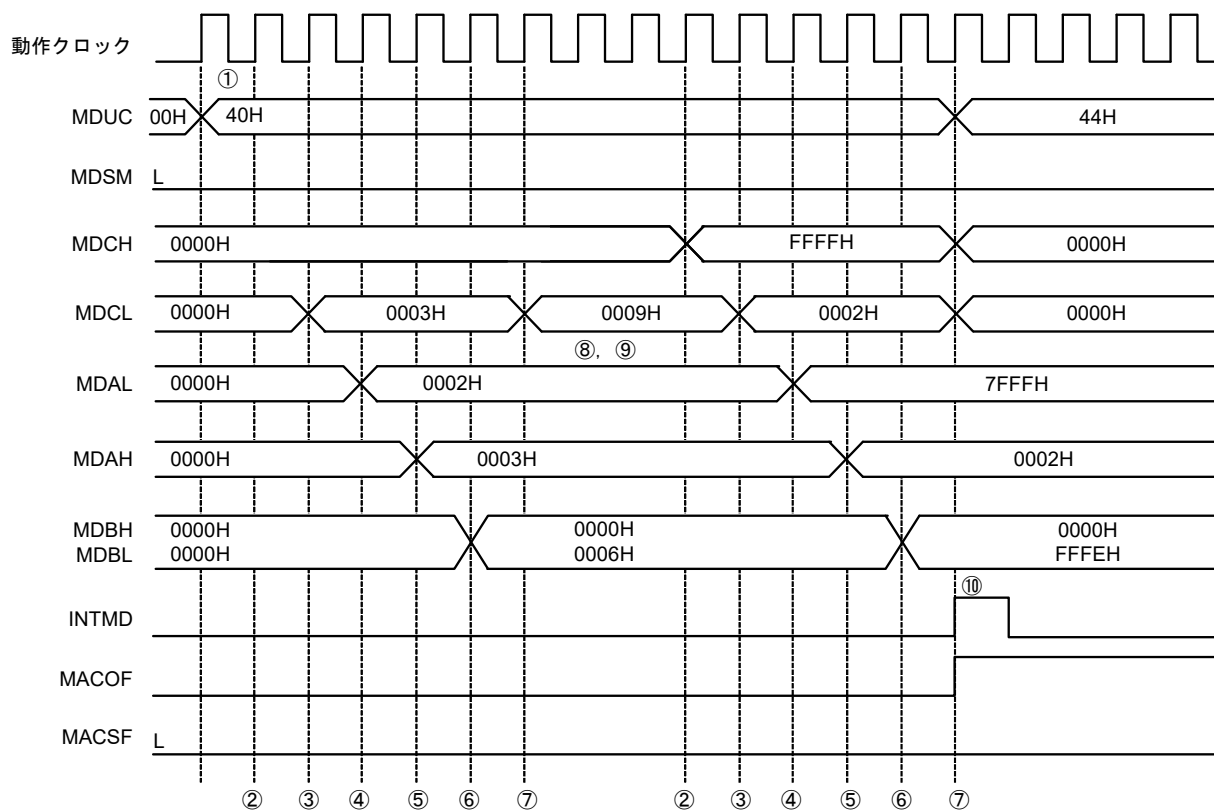 動作クロック
①
MDUC 00H 40H 44H
MDSM L
MDCH 0000H FFFFH 0000H
MDCL 0000H 0003H 0009H 0002H 0000H
⑧, ⑨
MDAL 0000H 0002H 7FFFH
MDAH 0000H 0003H 0002H
MDBH 0000H 0000H 0000H
MDBL 0000H 0006H FFFEH
⑩
INTMD
MACOF
MACSF L
② ③ ④ ⑤ ⑥ ⑦ ② ③ ④ ⑤ ⑥ ⑦